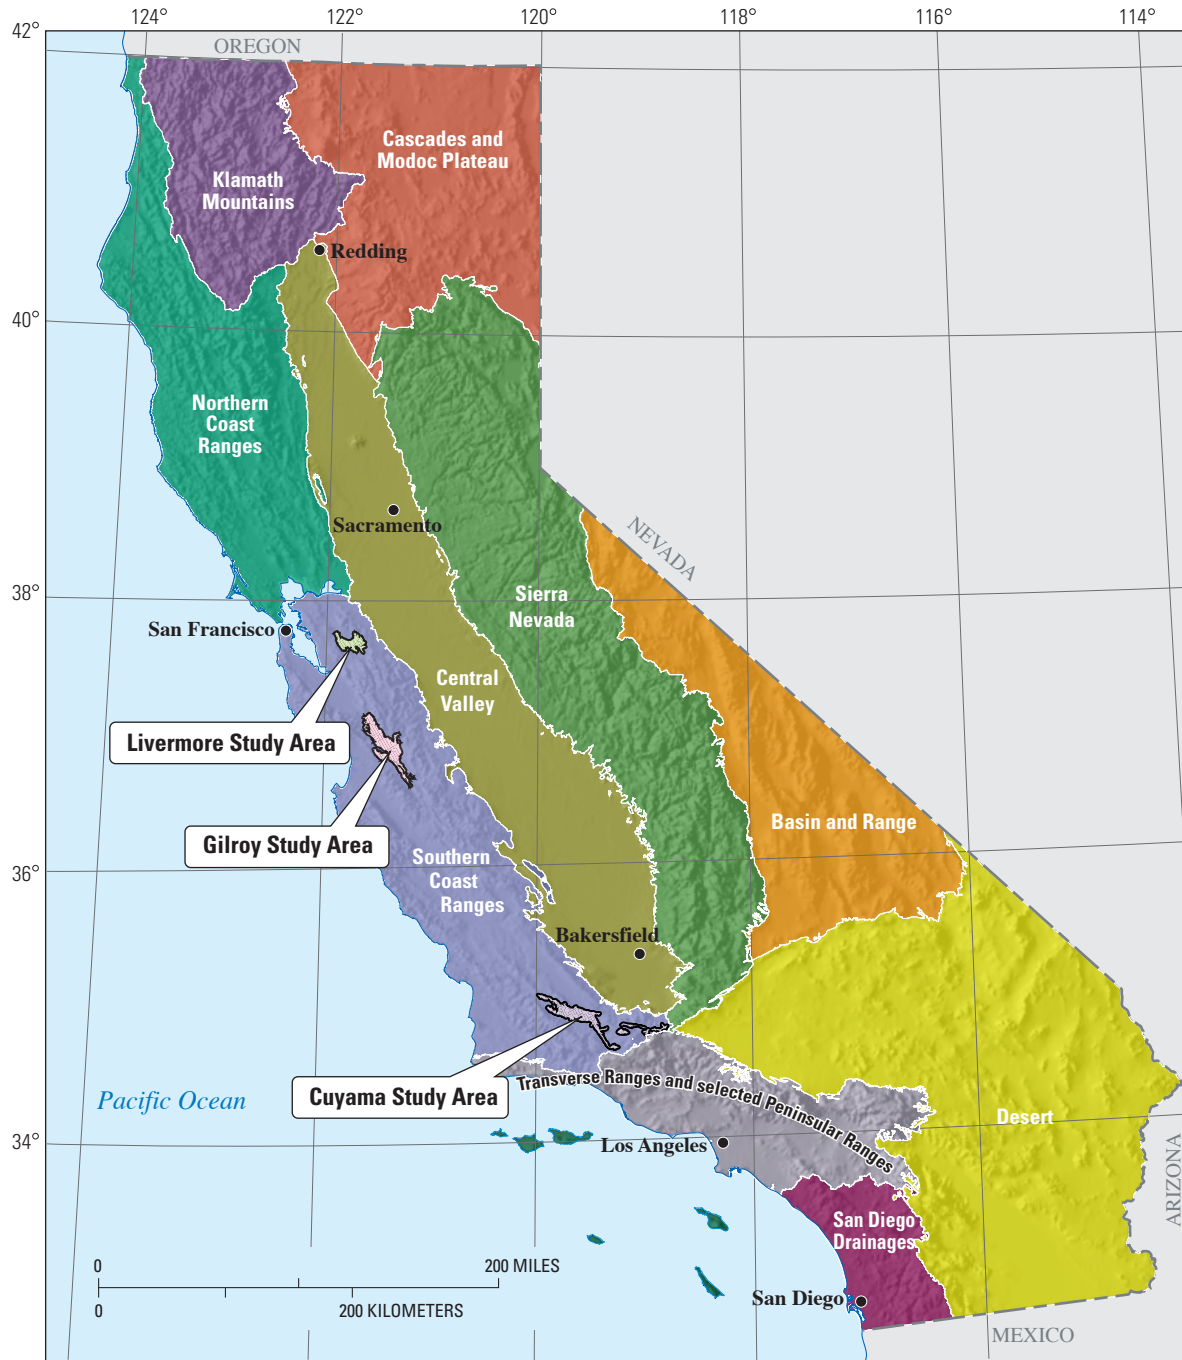 124°
122°
120°
118°
116°
114°
42°
OREGON
Cascades and
Modoc Plateau
Klamath
Mountains
Redding
40°
Northern
Coast
Ranges
Sacramento
NEVADA
38°
Sierra
Nevada
San Francisco
Central
Valley
Livermore Study Area
Basin and Range
Gilroy Study Area
Southern
Coast
Ranges
36°
Bakersfield
Cuyama Study Area
Transverse Ranges and selected Peninsular Ranges
Pacific Ocean
Desert
34°
Los Angeles
ARIZONA
San Diego
Drainages
0
200 MILES
0
200 KILOMETERS
San Diego
MEXICO